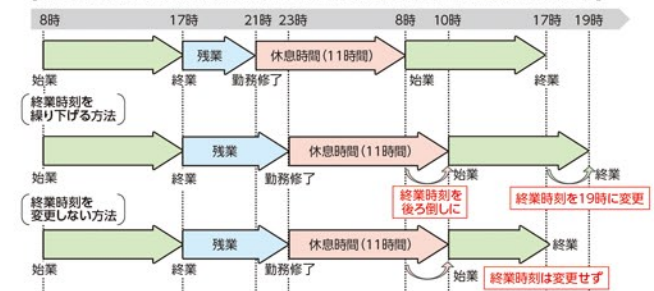 8時 17時 21時 23時 8時 10時 17時 19時
残業 休息時間(11時間)
始業 終業 勤務修了 始業 終業
終業時刻を
繰り下げる方法
残業 休息時間(11時間)
始業 終業 勤務修了 始業 終業
終業時刻を
後ろ倒しに
終業時刻を19時に変更
終業時刻を
変更しない方法
残業 休息時間(11時間) 終業
始業 終業 勤務修了 始業
終業時刻は変更せず